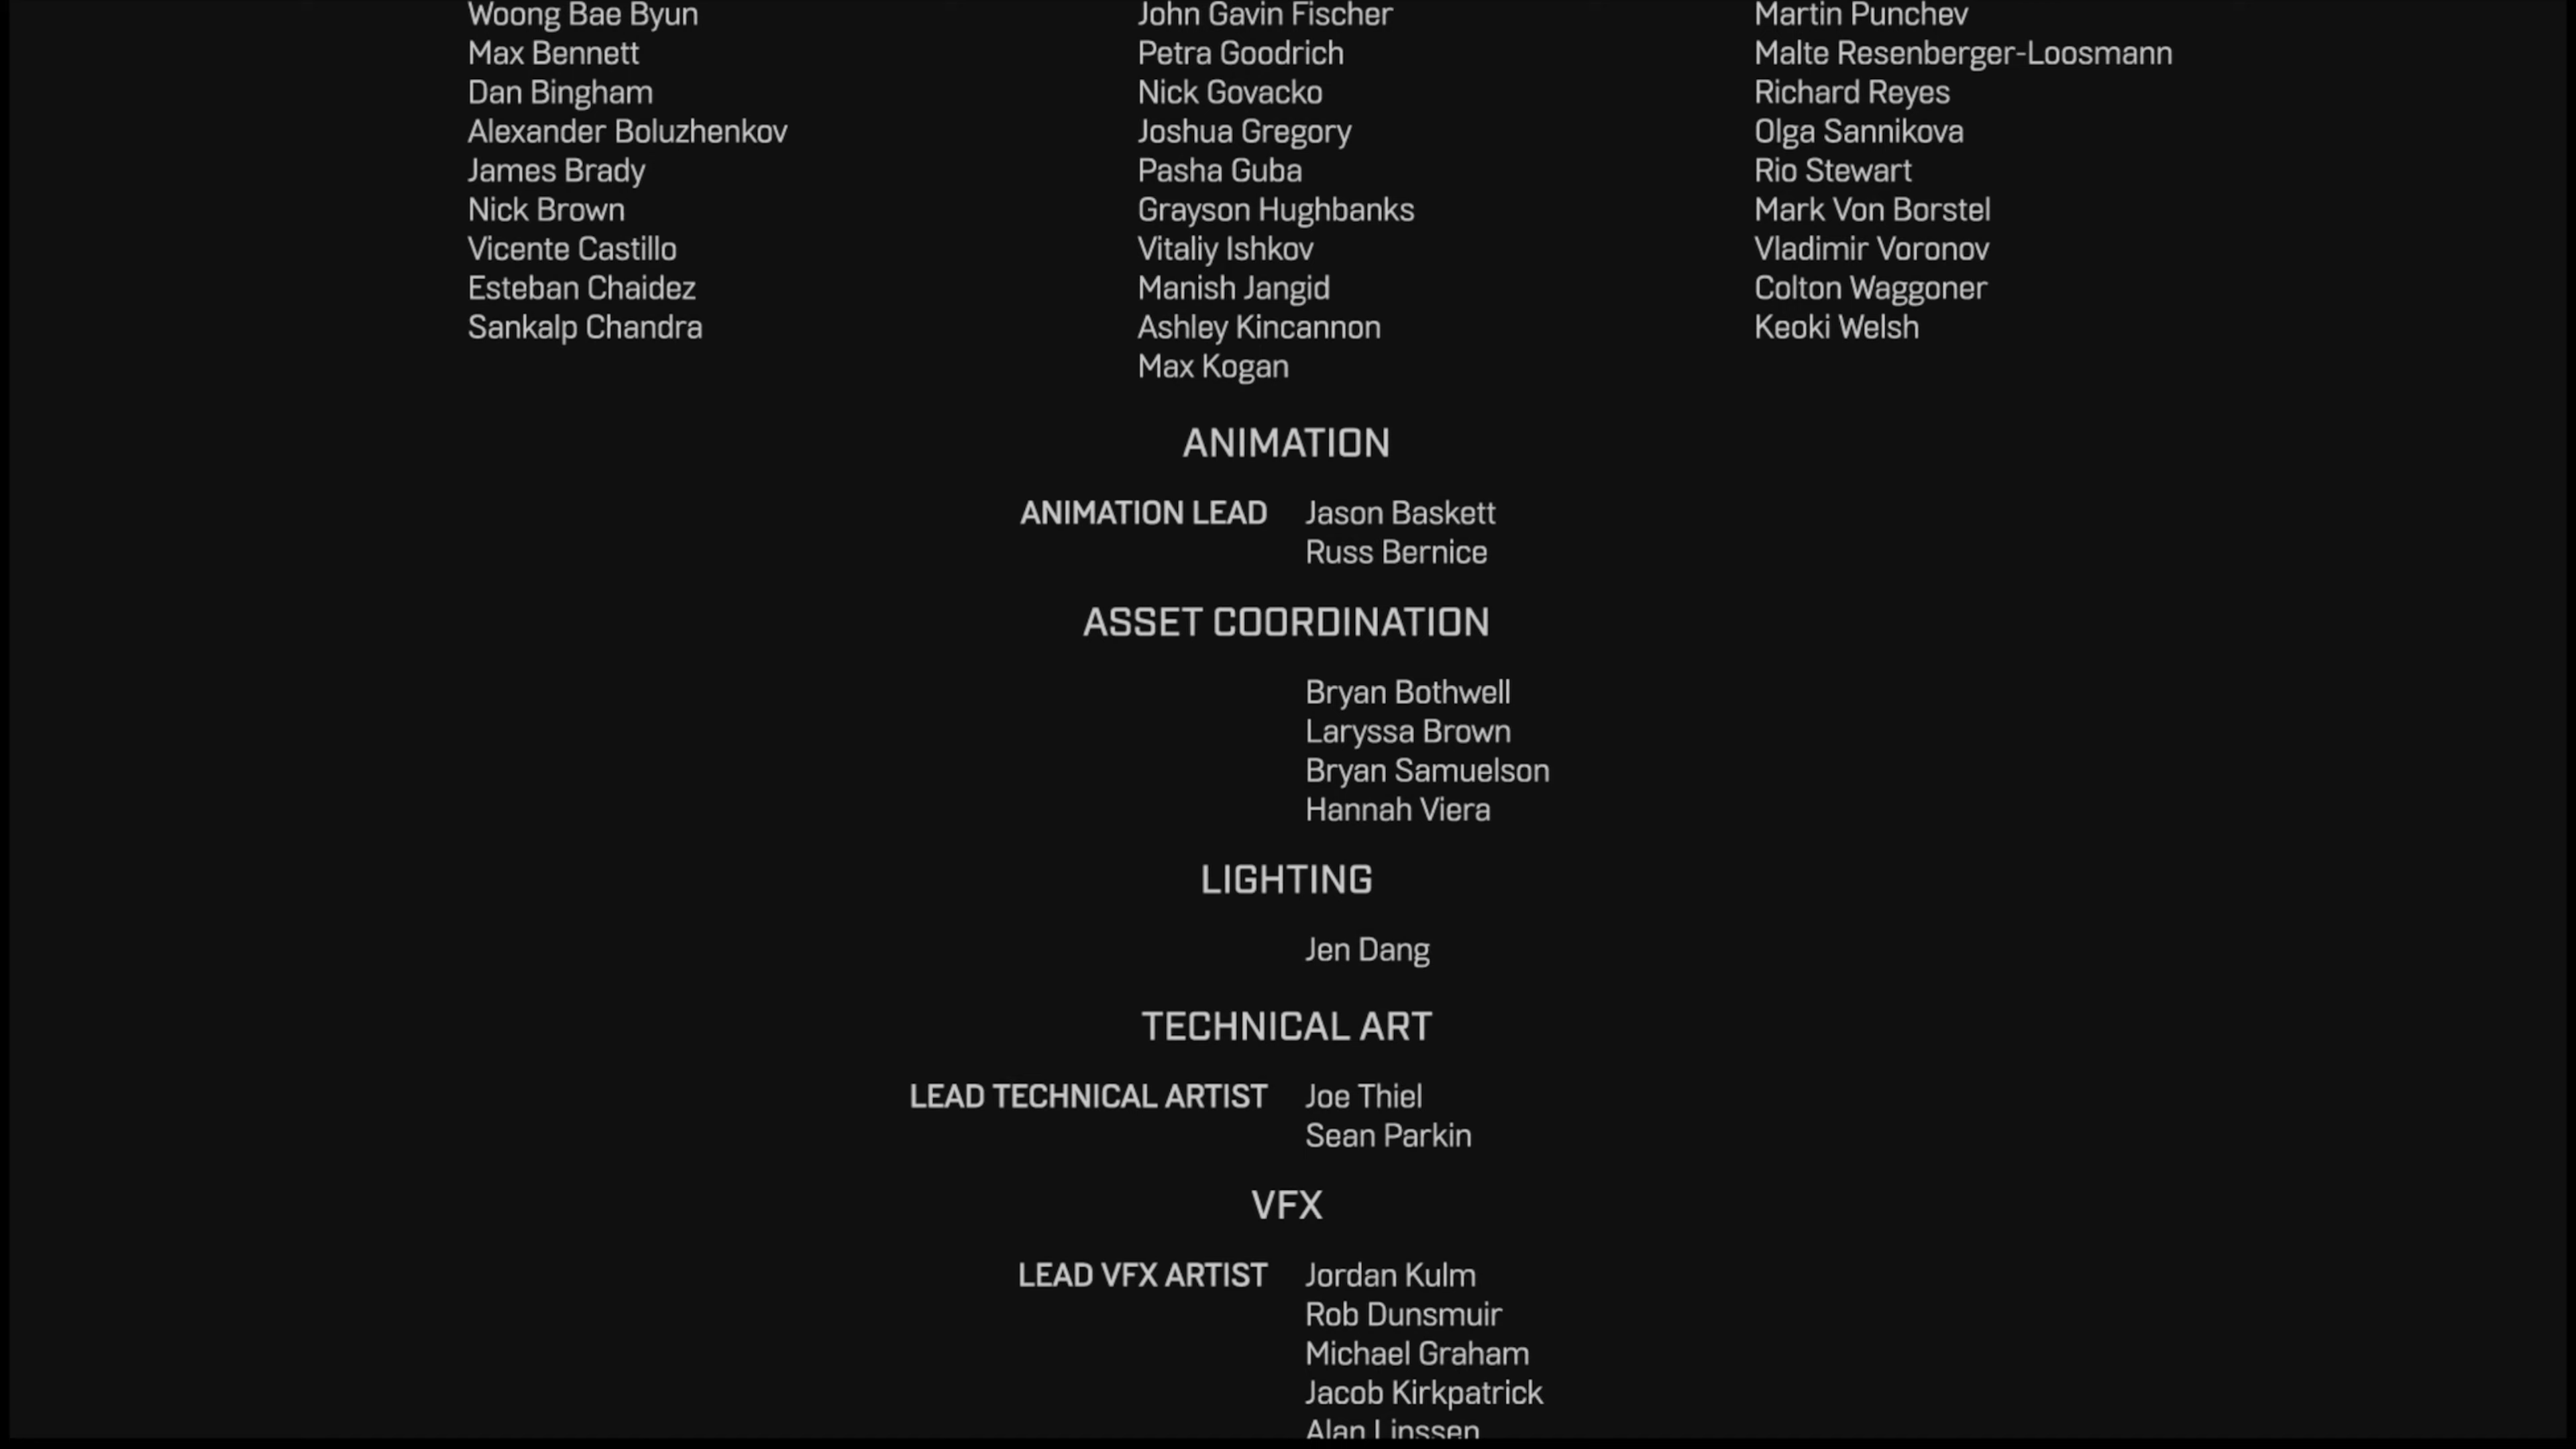 Woong Bae Byun
Max Bennett
Dan Bingham
Alexander Boluzhenkov
James Brady
Nick Brown
Vicente Castillo
Esteban Chaidez
Sankalp Chandra
John Gavin Fischer
Petra Goodrich
Nick Govacko
Joshua Gregory
Pasha Guba
Grayson Hughbanks
Vitaliy Ishkov
Manish Jangid
Ashley Kincannon
Max Kogan
Martin Punchev
Malte Resenberger-Loosmann
Richard Reyes
Olga Sannikova
Rio Stewart
Mark Von Borstel
Vladimir Voronov
Colton Waggoner
Keoki Welsh
ANIMATION
ANIMATION LEAD Jason Baskett
Russ Bernice
ASSET COORDINATION
Bryan Bothwell
Laryssa Brown
Bryan Samuelson
Hannah Viera
LIGHTING
Jen Dang
TECHNICAL ART
LEAD TECHNICAL ARTIST Joe Thiel
Sean Parkin
VFX
LEAD VFX ARTIST Jordan Kulm
Rob Dunsmuir
Michael Graham
Jacob Kirkpatrick
Alan Linssen